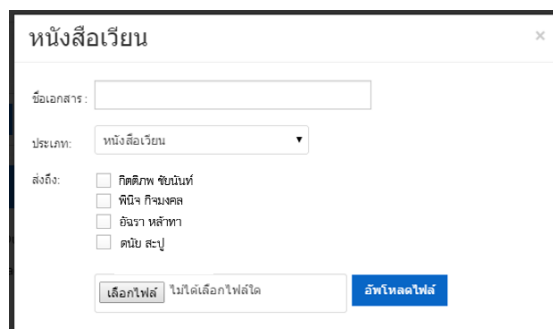 หนังสือเวียน ×
ชื่อเอกสาร :
ประเภท: หนังสือเวียน
ส่งถึง: กิตติภพ ชัยนันท์
พินิจ กิจมงคล
อัฉรา หล้าทา
ดนัย สะปู
เลือกไฟล์ ไม่ได้เลือกไฟล์ใด อัพโหลดไฟล์